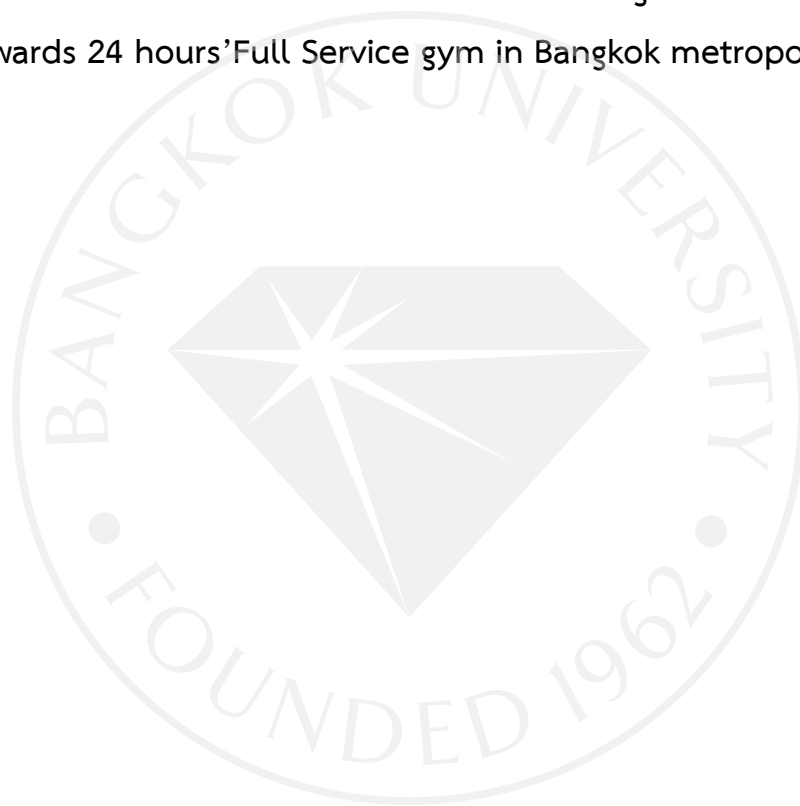 wards 24 hours'Full Service gym in Bangkok metropo
BANGKOK UNIVERSITY
FOUNDED 1962